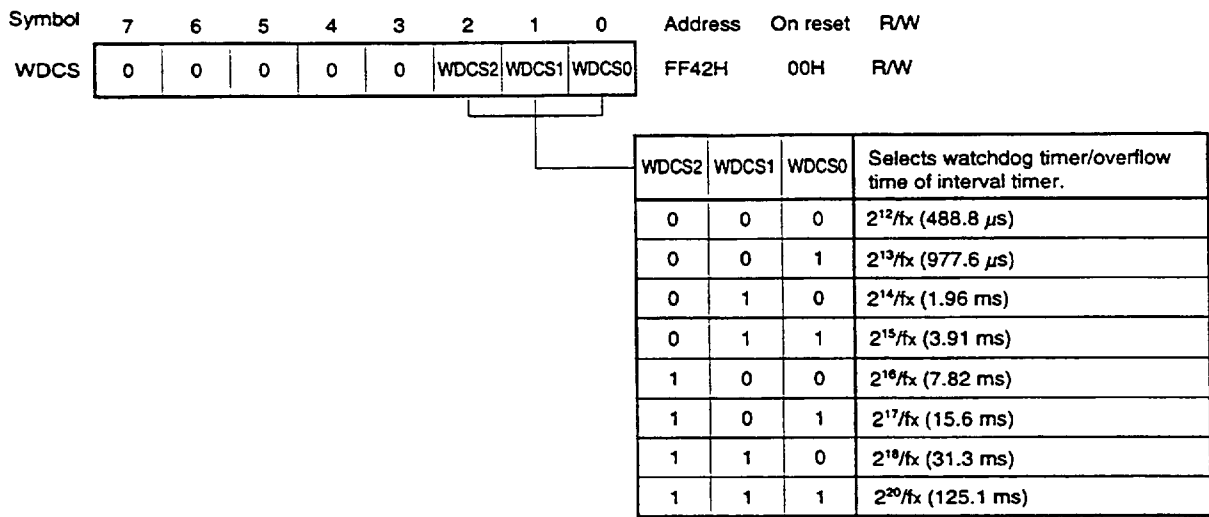 Symbol 7 6 5 4 3 2 1 0 Address On reset R/W
WDCS 0 0 0 0 0 WDCS2 WDCS1 WDCS0 FF42H 00H R/W
WDCS2 WDCS1 WDCS0 Selects watchdog timer/overflow
time of interval timer.
0 0 0 2¹²/fx (488.8 μs)
0 0 1 2¹³/fx (977.6 μs)
0 1 0 2¹⁴/fx (1.96 ms)
0 1 1 2¹⁵/fx (3.91 ms)
1 0 0 2¹⁶/fx (7.82 ms)
1 0 1 2¹⁷/fx (15.6 ms)
1 1 0 2¹⁸/fx (31.3 ms)
1 1 1 2²⁰/fx (125.1 ms)